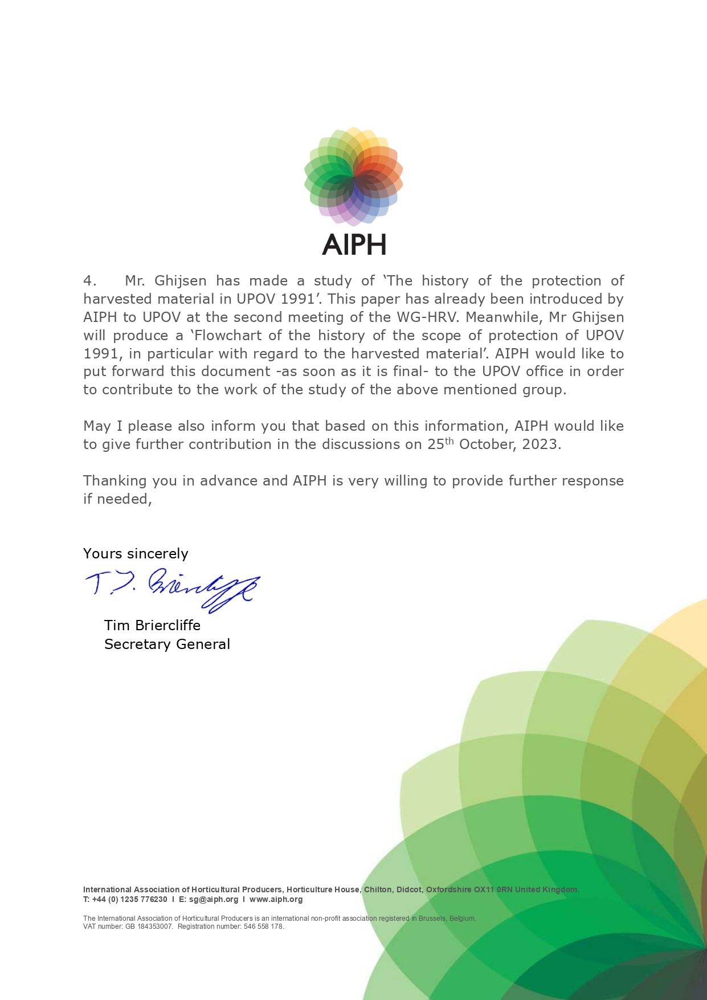 AIPH
4. Mr. Ghijsen has made a study of ‘The history of the protection of
harvested material in UPOV 1991’. This paper has already been introduced by
AIPH to UPOV at the second meeting of the WG-HRV. Meanwhile, Mr Ghijsen
will produce a ‘Flowchart of the history of the scope of protection of UPOV
1991, in particular with regard to the harvested material’. AIPH would like to
put forward this document -as soon as it is final- to the UPOV office in order
to contribute to the work of the study of the above mentioned group.
May I please also inform you that based on this information, AIPH would like
to give further contribution in the discussions on 25th October, 2023.
Thanking you in advance and AIPH is very willing to provide further response
if needed,
Yours sincerely
T J. Briercliffe
Tim Briercliffe
Secretary General
International Association of Horticultural Producers, Horticulture House, Chilton, Didcot, Oxfordshire OX11 0RN United Kingdom.
T: +44 (0) 1235 776230 I E: sg@aiph.org I www.aiph.org
The International Association of Horticultural Producers is an international non-profit association registered in Brussels, Belgium.
VAT number: GB 184353007. Registration number: 546 558 178.